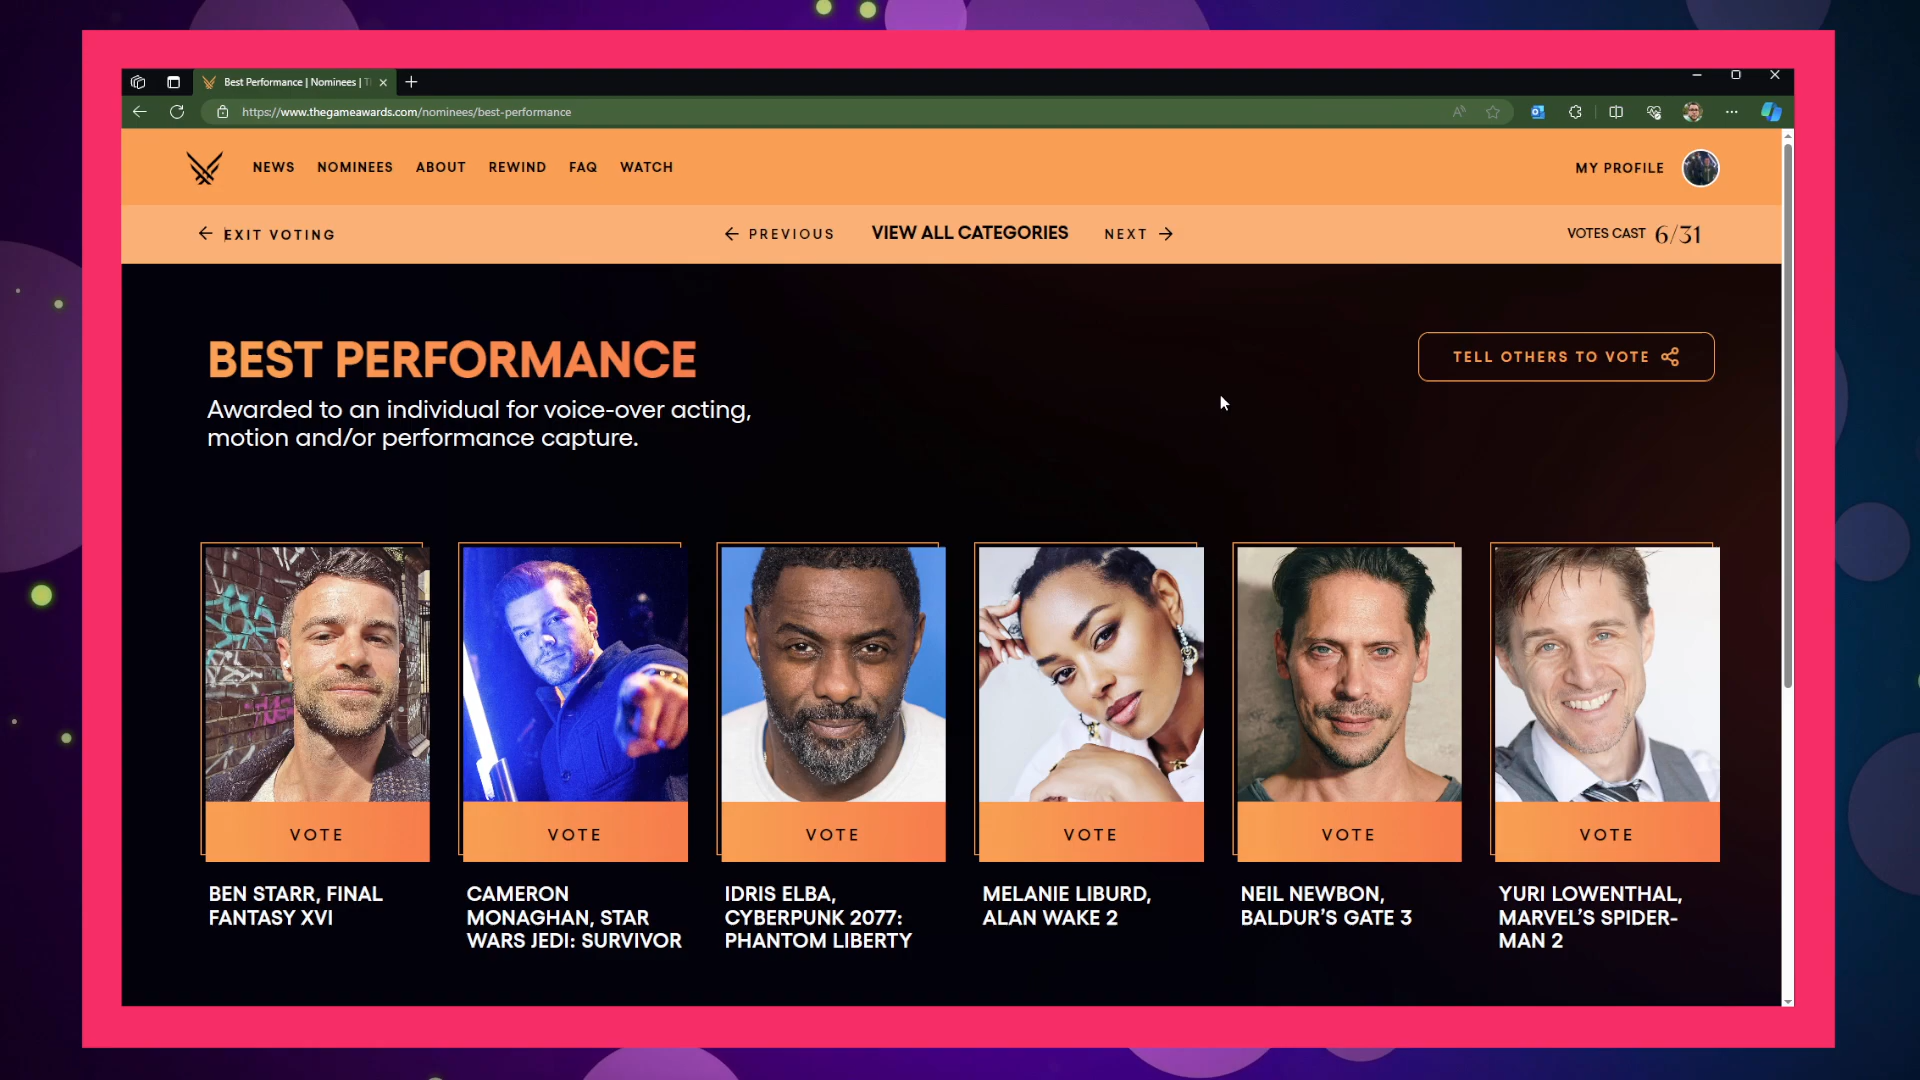 Best Performance | Nominees | T
https://www.thegameawards.com/nominees/best-performance
NEWS NOMINEES ABOUT REWIND FAQ WATCH
MY PROFILE
EXIT VOTING
PREVIOUS VIEW ALL CATEGORIES NEXT
VOTES CAST 6/31
BEST PERFORMANCE
TELL OTHERS TO VOTE
Awarded to an individual for voice-over acting,
motion and/or performance capture.
VOTE VOTE VOTE VOTE VOTE VOTE
BEN STARR, FINAL
FANTASY XVI
CAMERON
MONAGHAN, STAR
WARS JEDI: SURVIVOR
IDRIS ELBA,
CYBERPUNK 2077:
PHANTOM LIBERTY
MELANIE LIBURD,
ALAN WAKE 2
NEIL NEWBON,
BALDUR’S GATE 3
YURI LOWENTHAL,
MARVEL’S SPIDER-
MAN 2